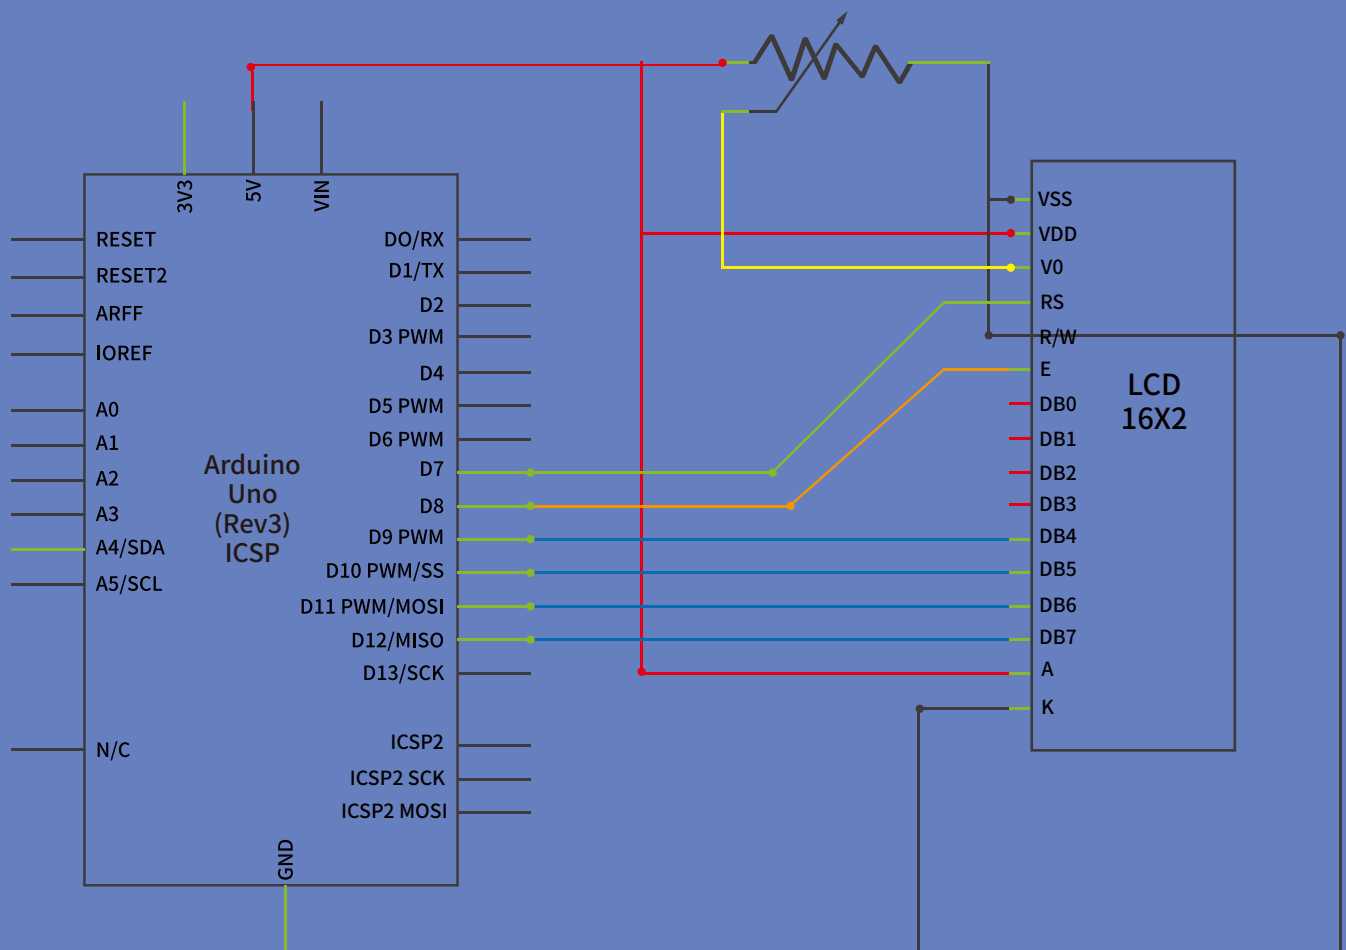 3V3
5V
VIN
RESET
RESET2
ARFF
IOREF
A0
A1
A2
A3
A4/SDA
A5/SCL
N/C
Arduino
Uno
(Rev3)
ICSP
DO/RX
D1/TX
D2
D3 PWM
D4
D5 PWM
D6 PWM
D7
D8
D9 PWM
D10 PWM/SS
D11 PWM/MOSI
D12/MISO
D13/SCK
ICSP2
ICSP2 SCK
ICSP2 MOSI
GND
VSS
VDD
V0
RS
R/W
E
DB0
DB1
DB2
DB3
DB4
DB5
DB6
DB7
A
K
LCD
16X2